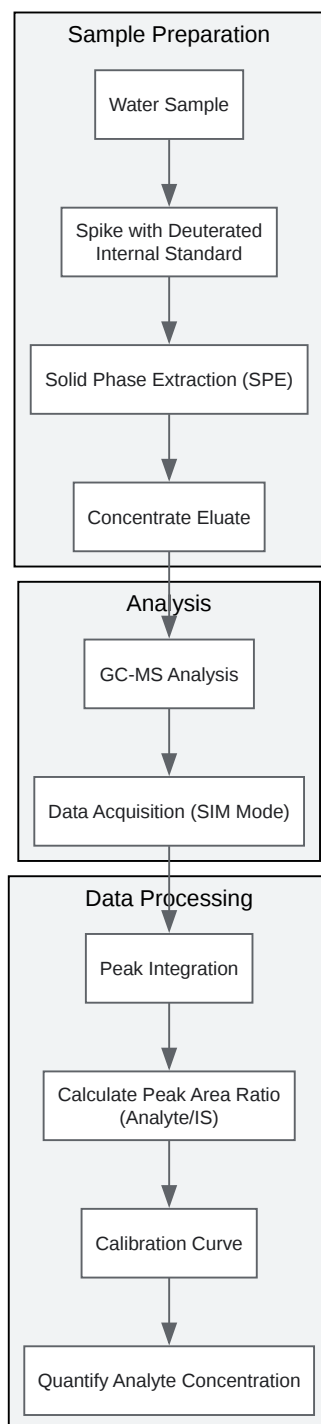 Sample Preparation
Water Sample
Spike with Deuterated
Internal Standard
Solid Phase Extraction (SPE)
Concentrate Eluate
Analysis
GC-MS Analysis
Data Acquisition (SIM Mode)
Data Processing
Peak Integration
Calculate Peak Area Ratio
(Analyte/IS)
Calibration Curve
Quantify Analyte Concentration